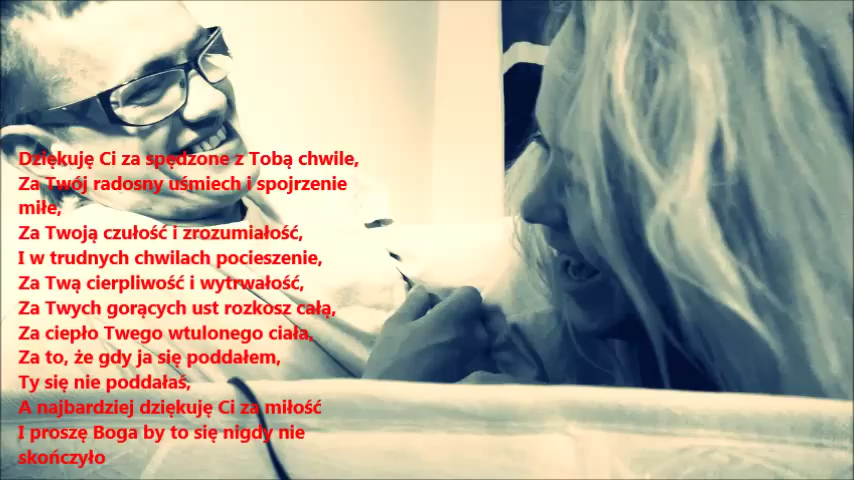 Dziękuję Ci za spędzone z Tobą chwile,
Za Twój radosny uśmiech i spojrzenie
miłe,
Za Twoją czułość i zrozumiałość,
I w trudnych chwilach pocieszenie,
Za Twą cierpliwość i wytrwałość,
Za Twych gorących ust rozkosz całą,
Za ciepło Twego wtulonego ciała,
Za to, że gdy ja się poddałem,
Ty się nie poddałaś,
A najbardziej dziękuję Ci za miłość
I proszę Boga by to się nigdy nie
skończyło